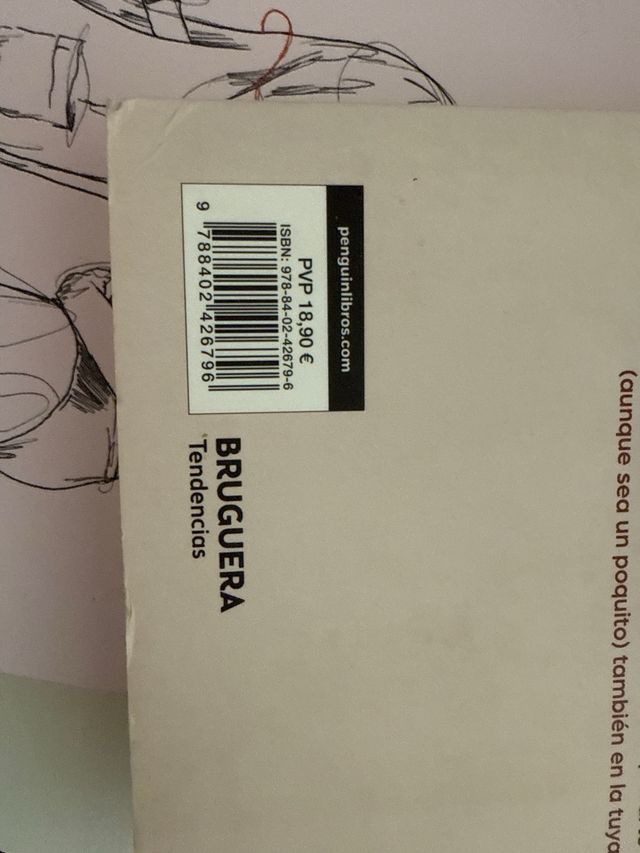 (aunque sea un poquito) también en la tuya
penguinlibros.com
PVP 18,90 €
ISBN: 978-84-02-42679-6
9 788402 426796
BRUGUERA
Tendencias